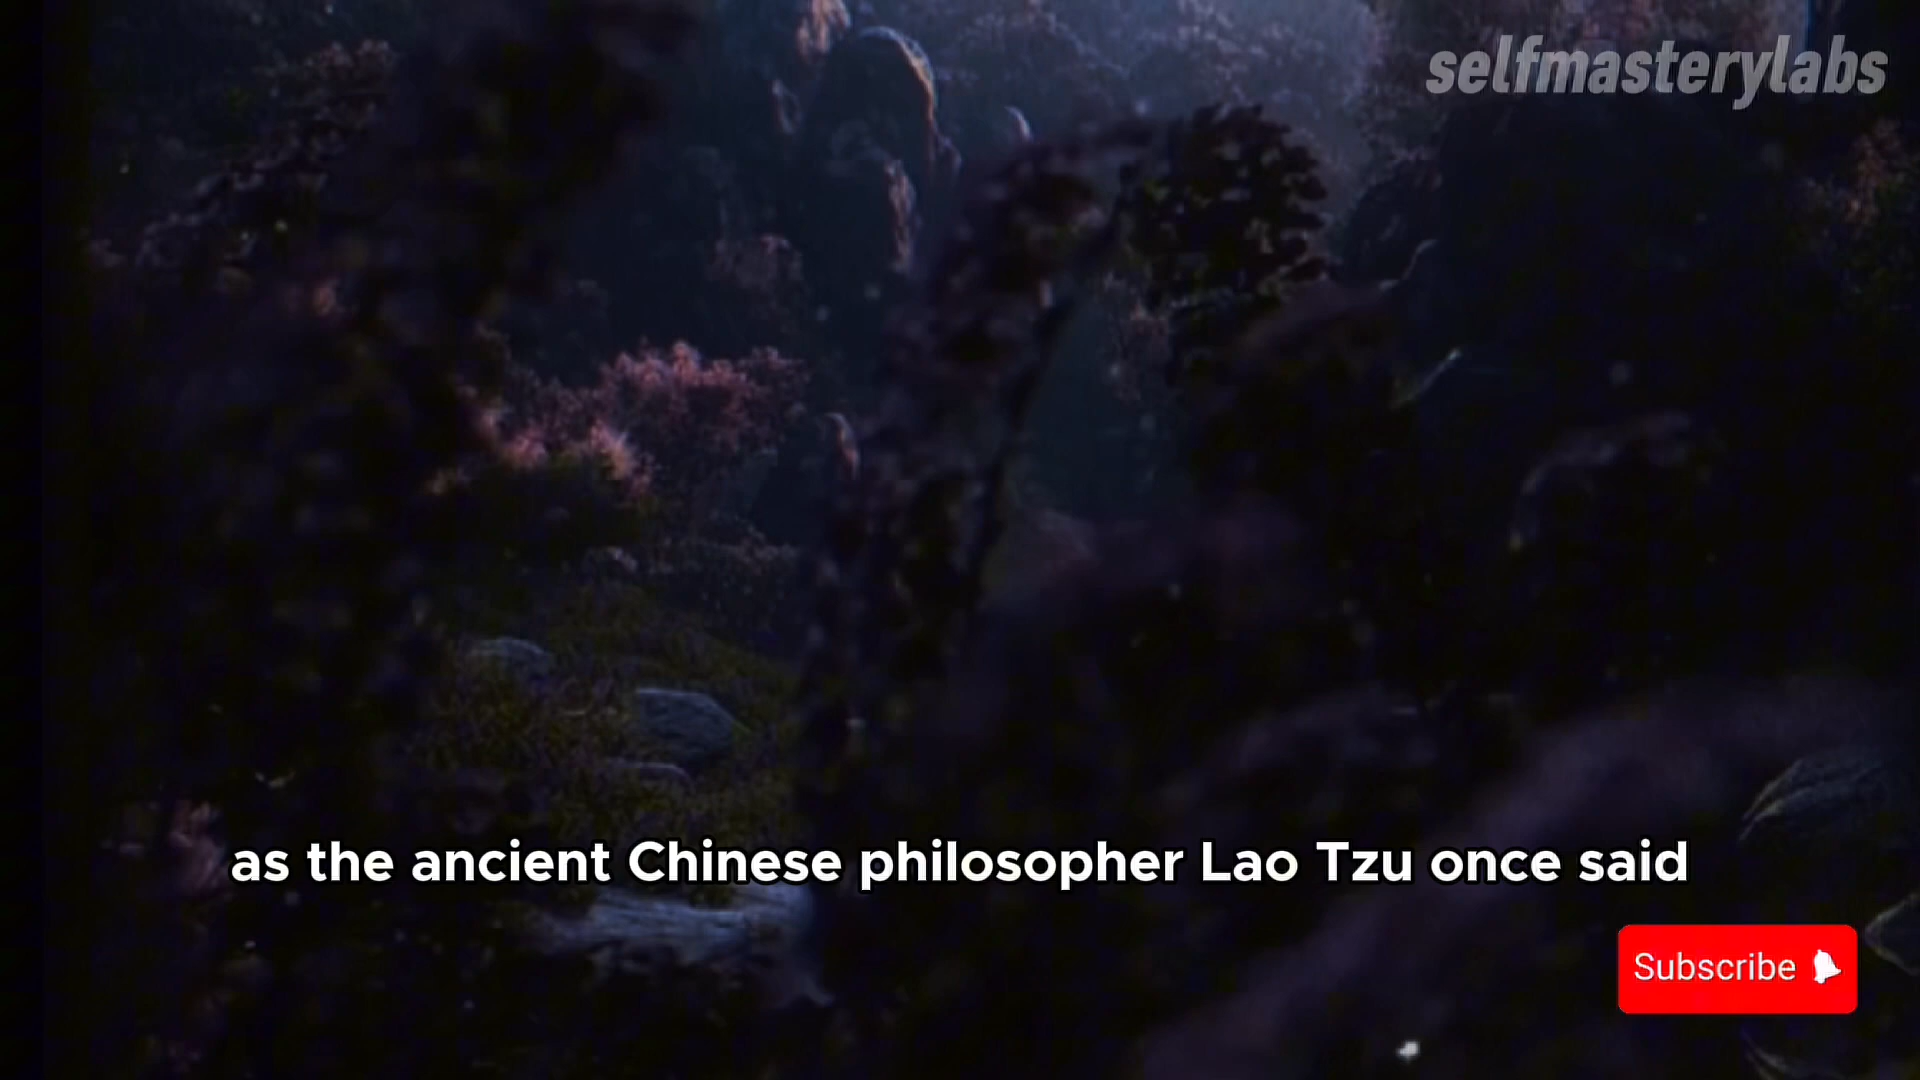 selfmasterylabs
as the ancient Chinese philosopher Lao Tzu once said
Subscribe